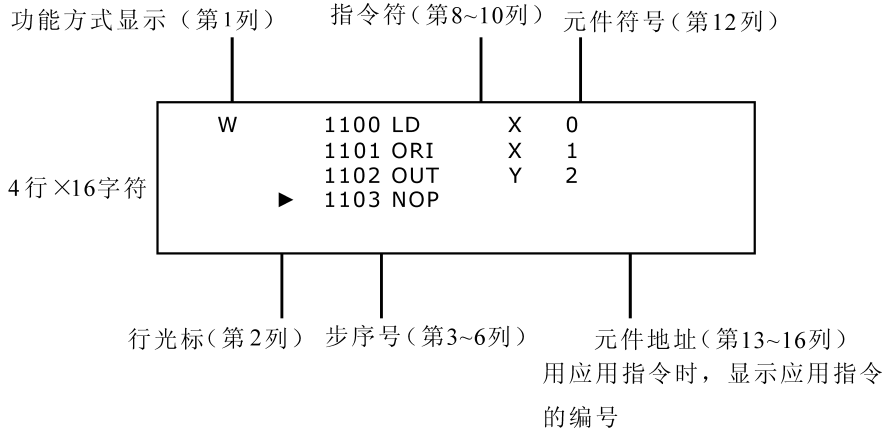 功能方式显示（第1列）
指令符（第8~10列）
元件符号（第12列）
W 1100 LD X 0
1101 ORI X 1
1102 OUT Y 2
▶ 1103 NOP
4行×16字符
行光标（第2列）
步序号（第3~6列）
元件地址（第13~16列）
用应用指令时，显示应用指令
的编号